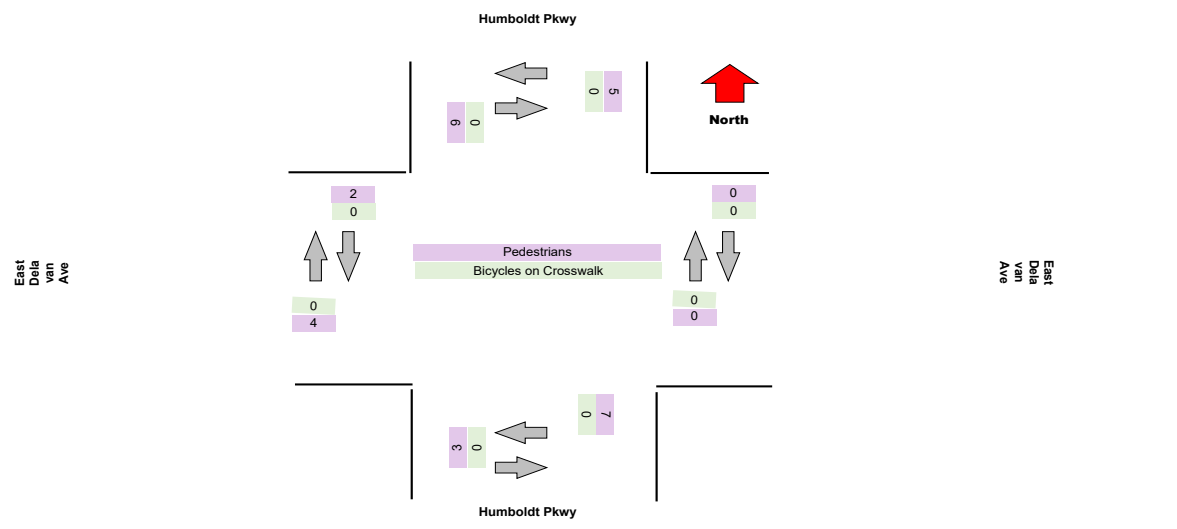 Humboldt Pkwy
5
0
6
0
North
2
0
0
0
Pedestrians
Bicycles on Crosswalk
East
Dela
van
Ave
East
Dela
van
Ave
0
4
0
0
7
0
3
0
Humboldt Pkwy